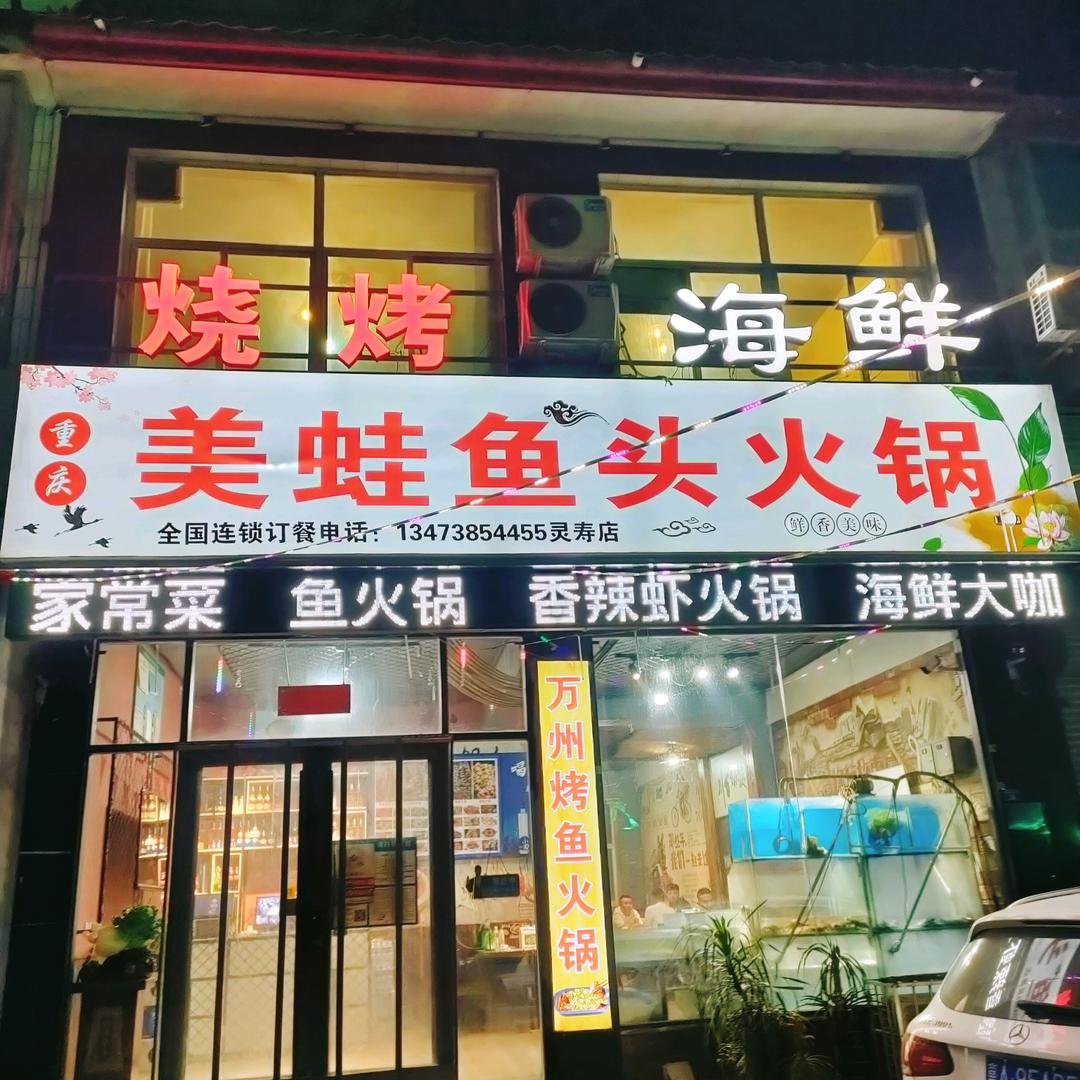 烧烤 海鲜
重庆
美蛙鱼头火锅
鲜香美味
全国连锁订餐电话：13473854455灵寿店
家常菜 鱼火锅 香辣虾火锅 海鲜大咖
万州烤鱼火锅